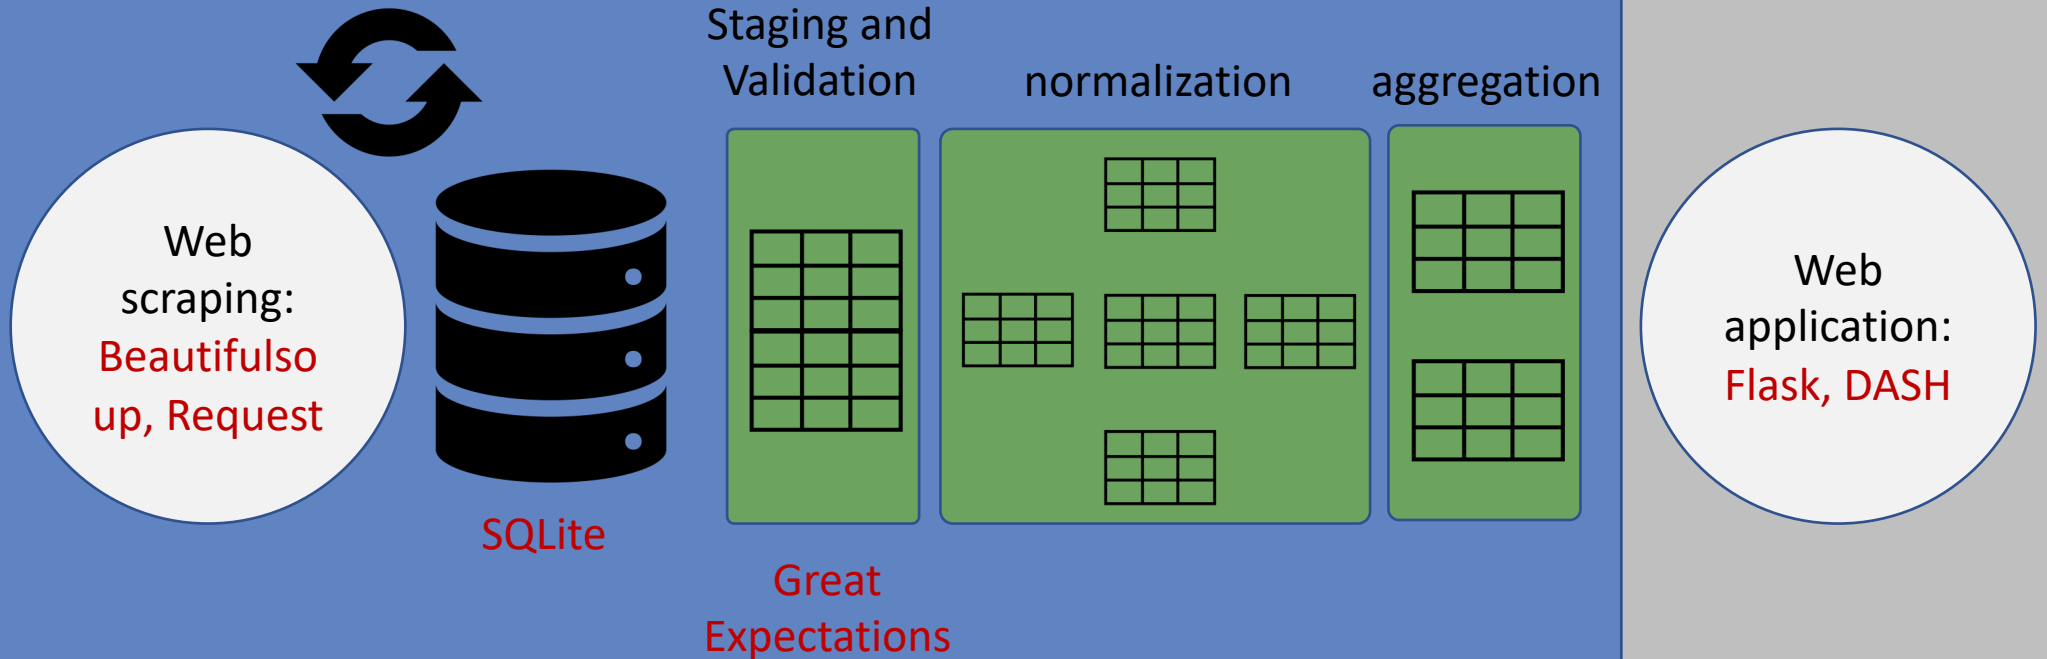 Staging and
Validation
normalization
aggregation
Web
scraping:
Beautifulso
up, Request
SQLite
Great
Expectations
Web
application:
Flask, DASH